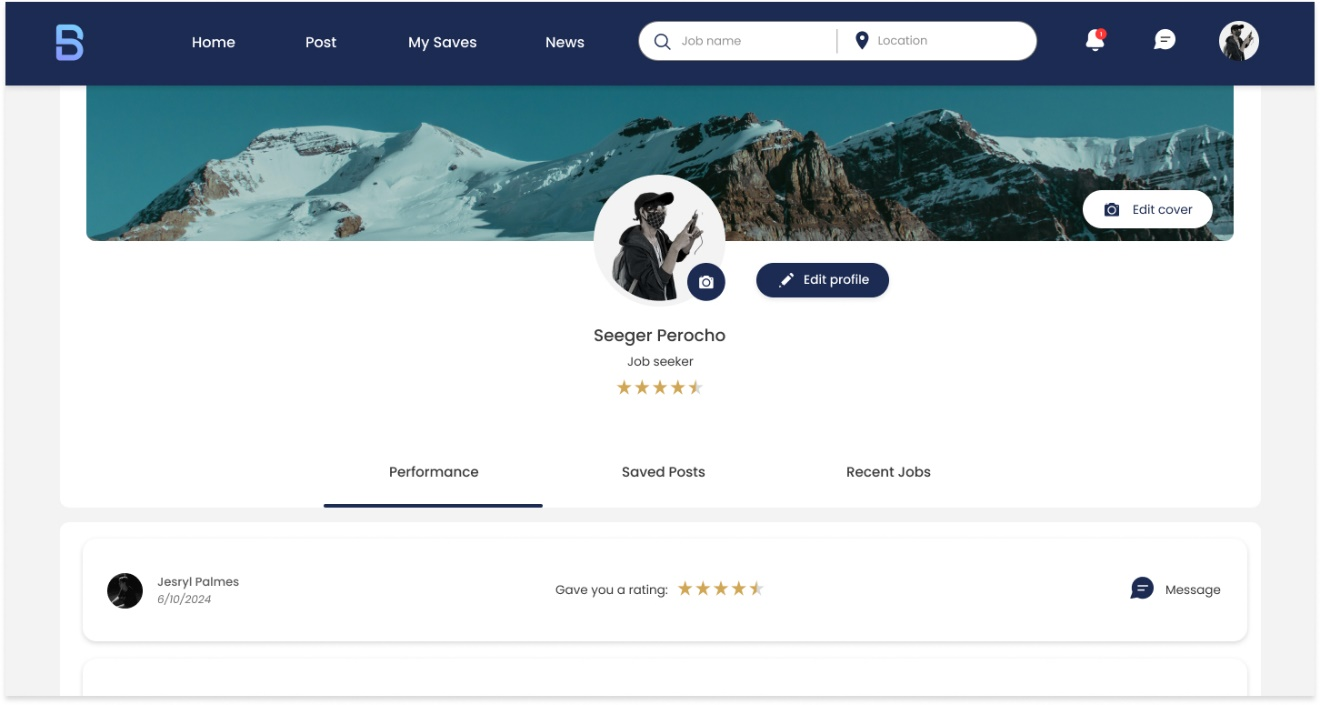 B
Home Post My Saves News Job name Location 1
Edit cover
Edit profile
Seeger Perocho
Job seeker
Performance Saved Posts Recent Jobs
Jesryl Palmes
6/10/2024
Gave you a rating:
Message